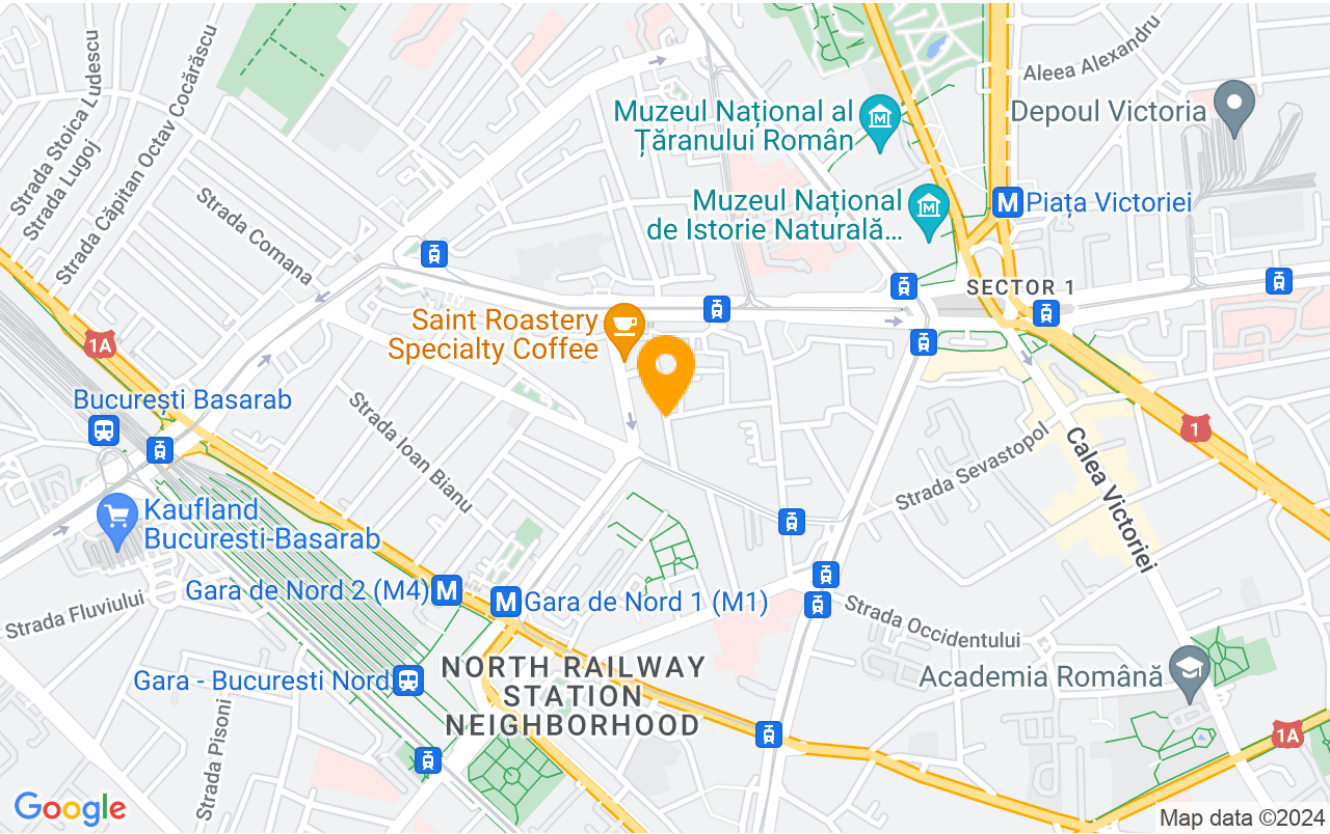 Strada Stoica Ludescu
Strada Lugoj
Strada Căpitan Octav Cocărăscu
Strada Comana
Aleea Alexandru
Muzeul Național al
Țăranului Român
Depoul Victoria
Muzeul Național
de Istorie Naturală...
M
Piața Victoriei
SECTOR 1
Saint Roastery
Specialty Coffee
1A
București Basarab
Strada Ioan Bianu
1
Calea Victoriei
Strada Sevastopol
Kaufland
Bucuresti-Basarab
Gara de Nord 2 (M4)
M
M
Gara de Nord 1 (M1)
Strada Fluviului
Strada Occidentului
Gara - Bucuresti Nord
NORTH RAILWAY
STATION
NEIGHBORHOOD
Academia Română
Strada Pisoni
1A
Google
Map data ©2024